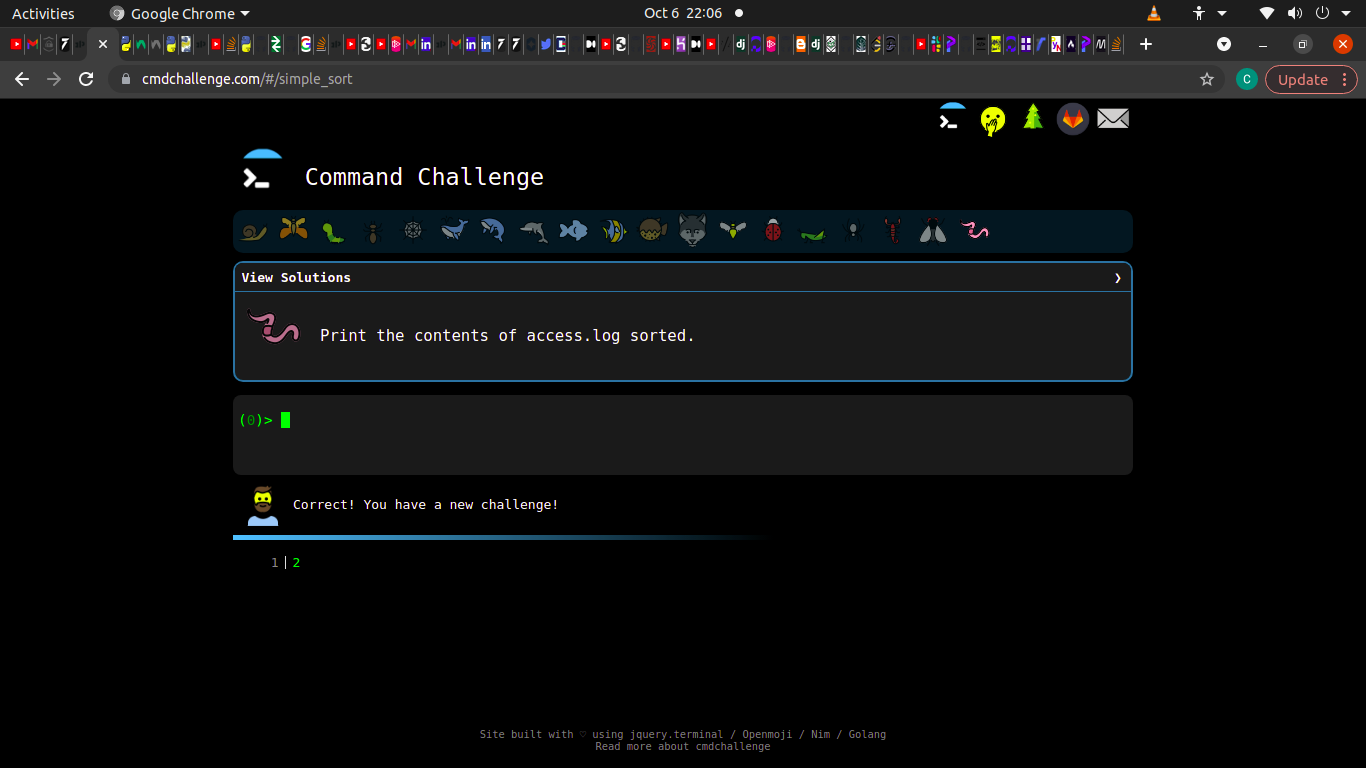 Activities
Google Chrome
Oct 6 22:06
cmdchallenge.com/#/simple_sort
C
Update
Command Challenge
View Solutions
Print the contents of access.log sorted.
(0)>
Correct! You have a new challenge!
1 2
Site built with ♡ using jquery.terminal / Openmoji / Nim / Golang
Read more about cmdchallenge